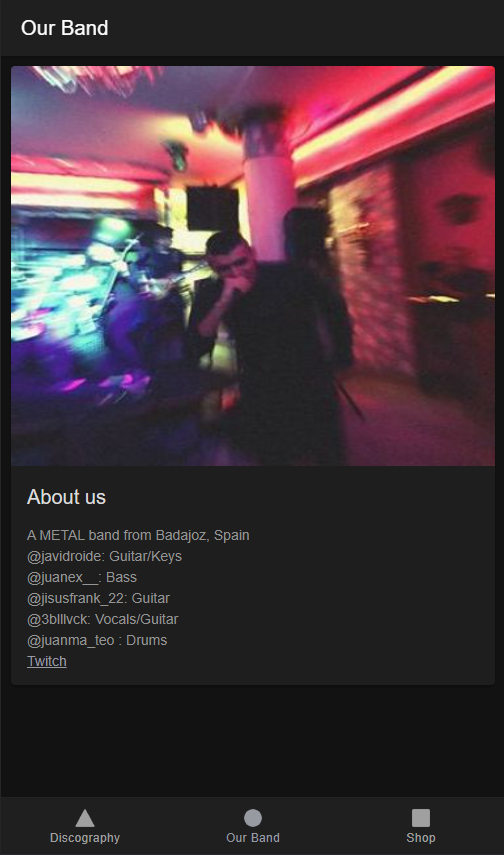 Our Band
About us
A METAL band from Badajoz, Spain
@javidroide: Guitar/Keys
@juanex__: Bass
@jisusfrank_22: Guitar
@3blllvck: Vocals/Guitar
@juanma_teo : Drums
Twitch
Discography
Our Band
Shop